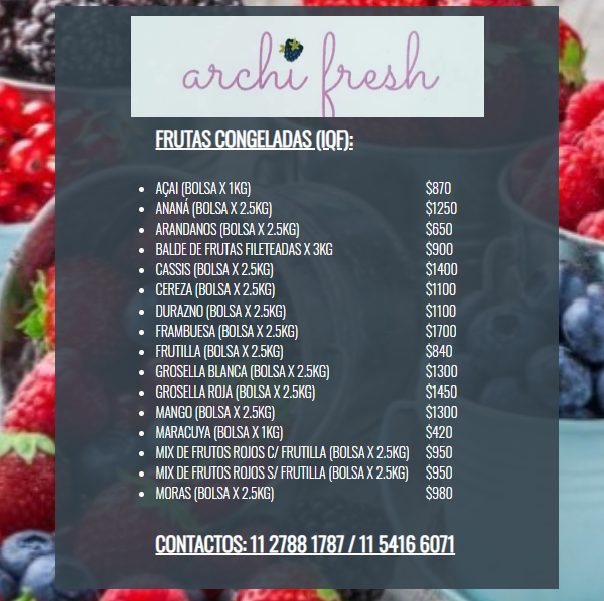 archi fresh
FRUTAS CONGELADAS (IQF):
• AÇAI (BOLSA X 1KG) $870
• ANANÁ (BOLSA X 2.5KG) $1250
• ARANDANOS (BOLSA X 2.5KG) $650
• BALDE DE FRUTAS FILETEADAS X 3KG $900
• CASSIS (BOLSA X 2.5KG) $1400
• CEREZA (BOLSA X 2.5KG) $1100
• DURAZNO (BOLSA X 2.5KG) $1100
• FRAMBUESA (BOLSA X 2.5KG) $1700
• FRUTILLA (BOLSA X 2.5KG) $840
• GROSELLA BLANCA (BOLSA X 2.5KG) $1300
• GROSELLA ROJA (BOLSA X 2.5KG) $1450
• MANGO (BOLSA X 2.5KG) $1300
• MARACUYA (BOLSA X 1KG) $420
• MIX DE FRUTOS ROJOS C/ FRUTILLA (BOLSA X 2.5KG) $950
• MIX DE FRUTOS ROJOS S/ FRUTILLA (BOLSA X 2.5KG) $950
• MORAS (BOLSA X 2.5KG) $980
CONTACTOS: 11 2788 1787 / 11 5416 6071